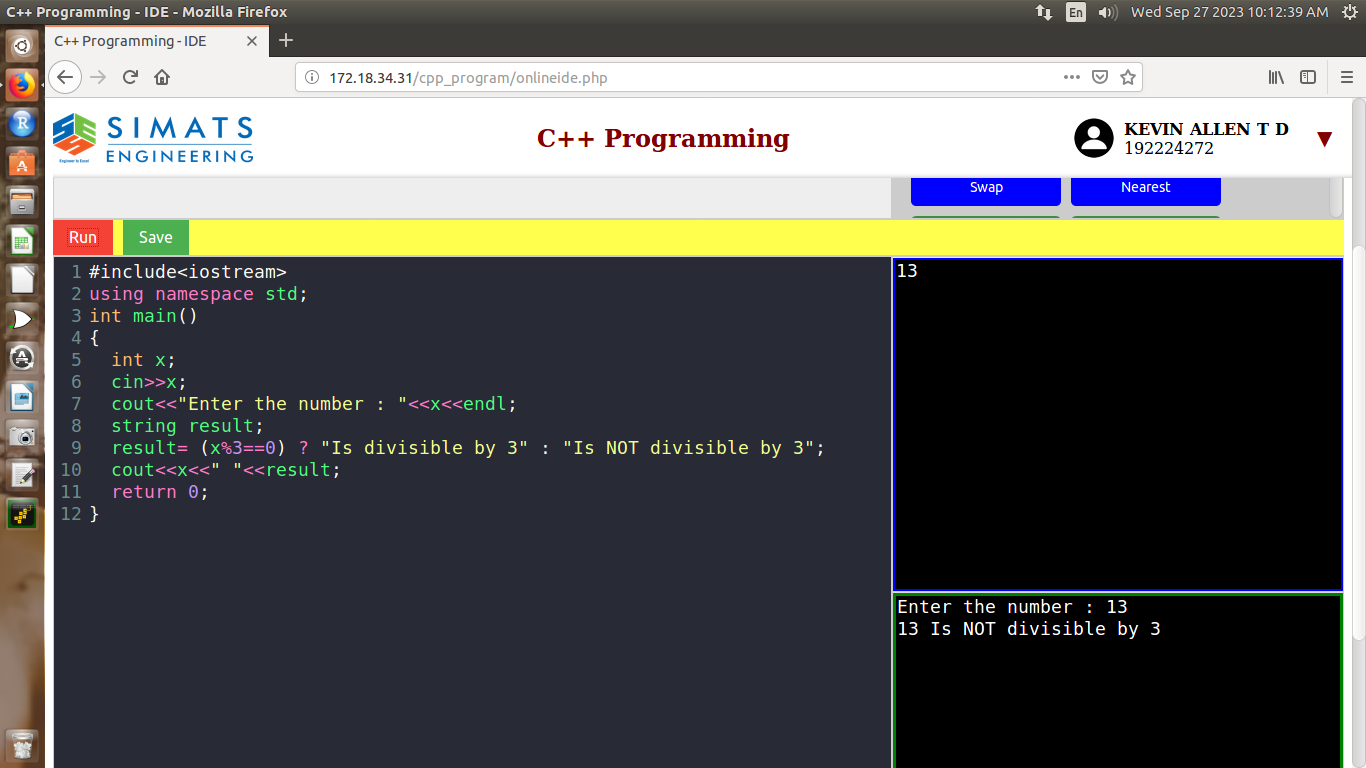 C++ Programming - IDE - Mozilla Firefox
En
Wed Sep 27 2023 10:12:39 AM
C++ Programming - IDE
172.18.34.31/cpp_program/onlineide.php
SIMATS
ENGINEERING
Engineer to Excel
C++ Programming
KEVIN ALLEN T D
192224272
Swap
Nearest
Run
Save
1 #include<iostream>
2 using namespace std;
3 int main()
4 {
5   int x;
6   cin>>x;
7   cout<<"Enter the number : "<<x<<endl;
8   string result;
9   result= (x%3==0) ? "Is divisible by 3" : "Is NOT divisible by 3";
10   cout<<x<<" "<<result;
11   return 0;
12 }
13
Enter the number : 13
13 Is NOT divisible by 3